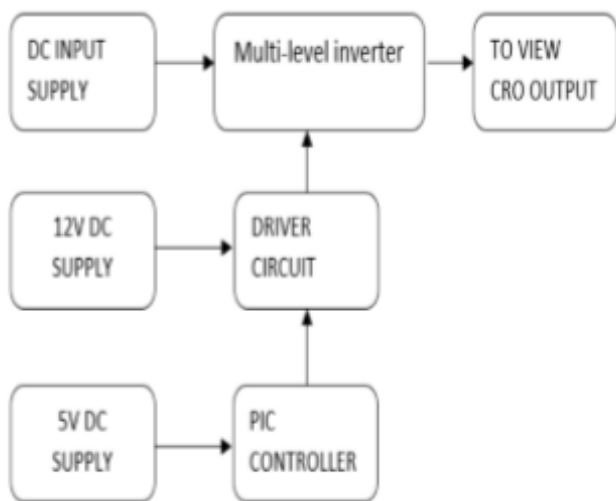 DC INPUT
SUPPLY
Multi-level inverter
TO VIEW
CRO OUTPUT
12V DC
SUPPLY
DRIVER
CIRCUIT
5V DC
SUPPLY
PIC
CONTROLLER